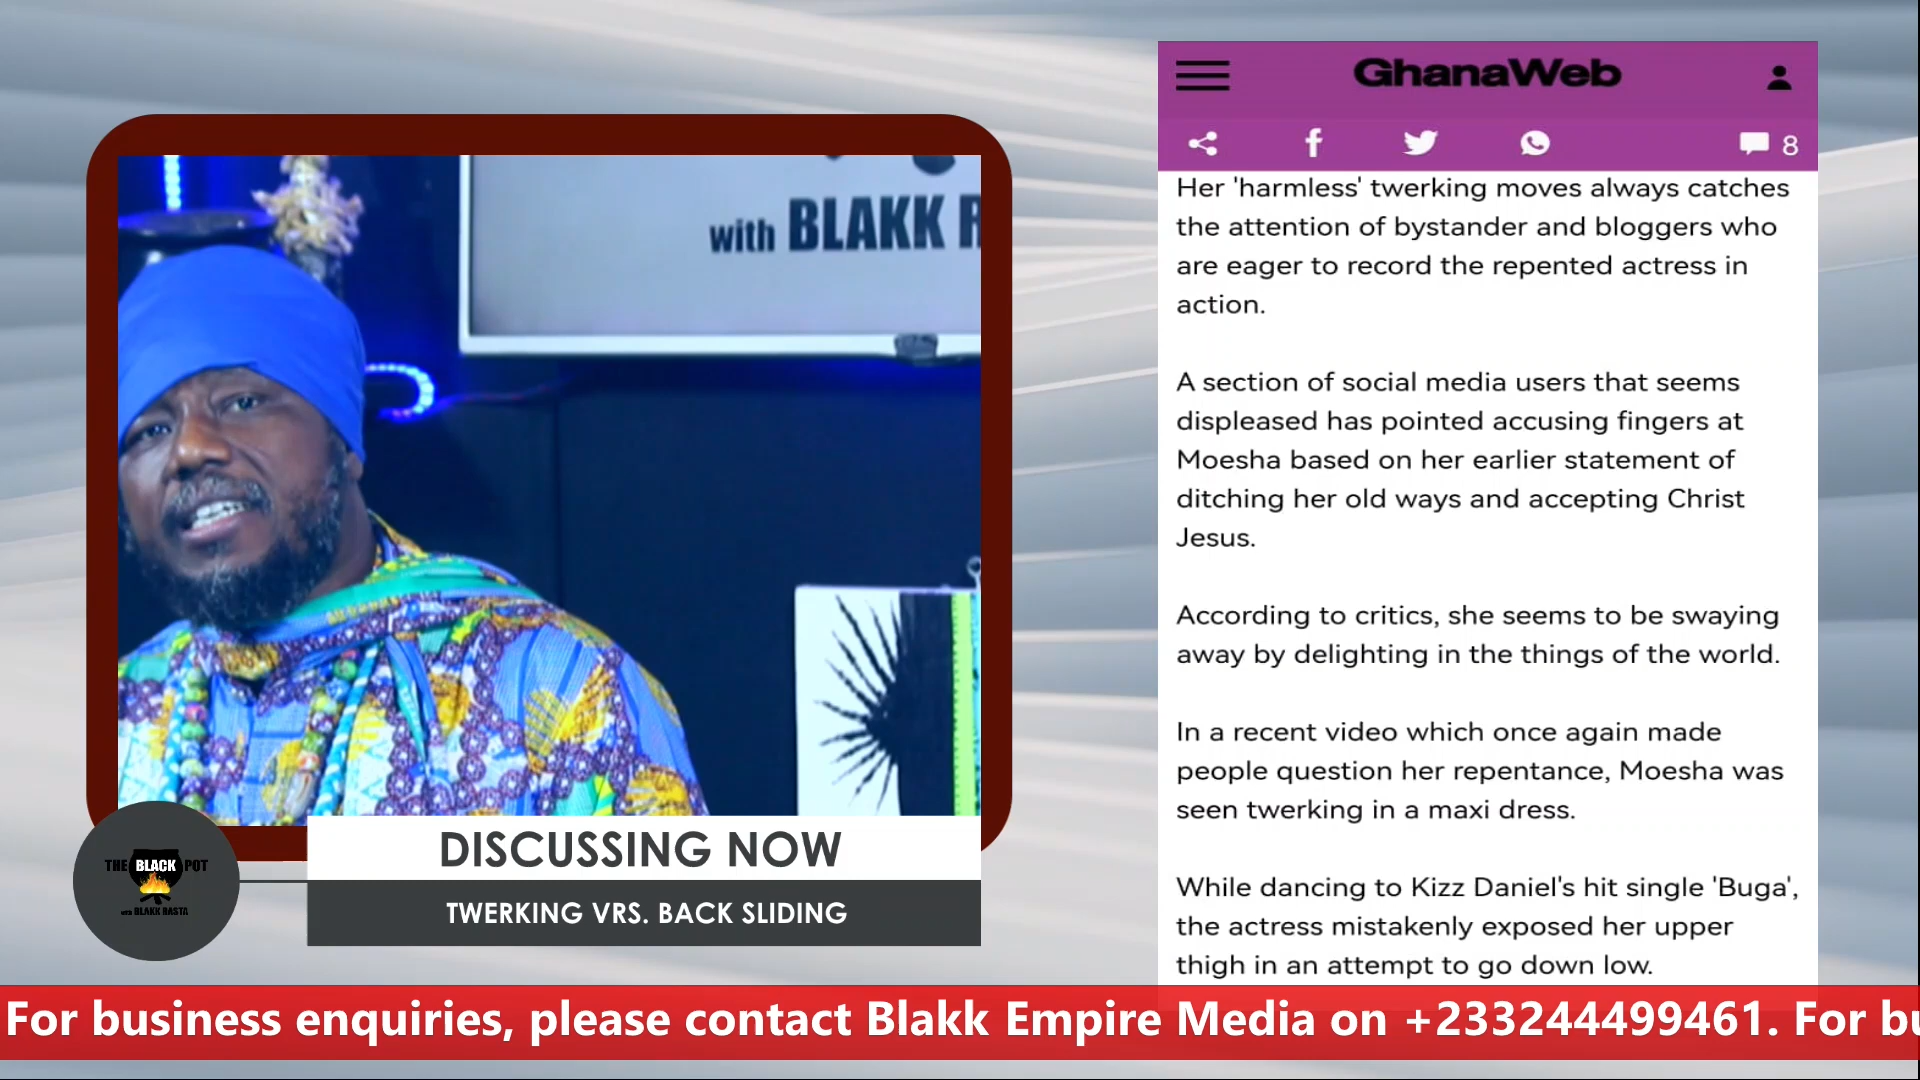 with BLAKK R
DISCUSSING NOW
TWERKING VRS. BACK SLIDING
THE BLACK POT
with BLAKK RASTA
GhanaWeb
8
Her 'harmless' twerking moves always catches
the attention of bystander and bloggers who
are eager to record the repented actress in
action.
A section of social media users that seems
displeased has pointed accusing fingers at
Moesha based on her earlier statement of
ditching her old ways and accepting Christ
Jesus.
According to critics, she seems to be swaying
away by delighting in the things of the world.
In a recent video which once again made
people question her repentance, Moesha was
seen twerking in a maxi dress.
While dancing to Kizz Daniel's hit single 'Buga',
the actress mistakenly exposed her upper
thigh in an attempt to go down low.
For business enquiries, please contact Blakk Empire Media on +233244499461. For bu